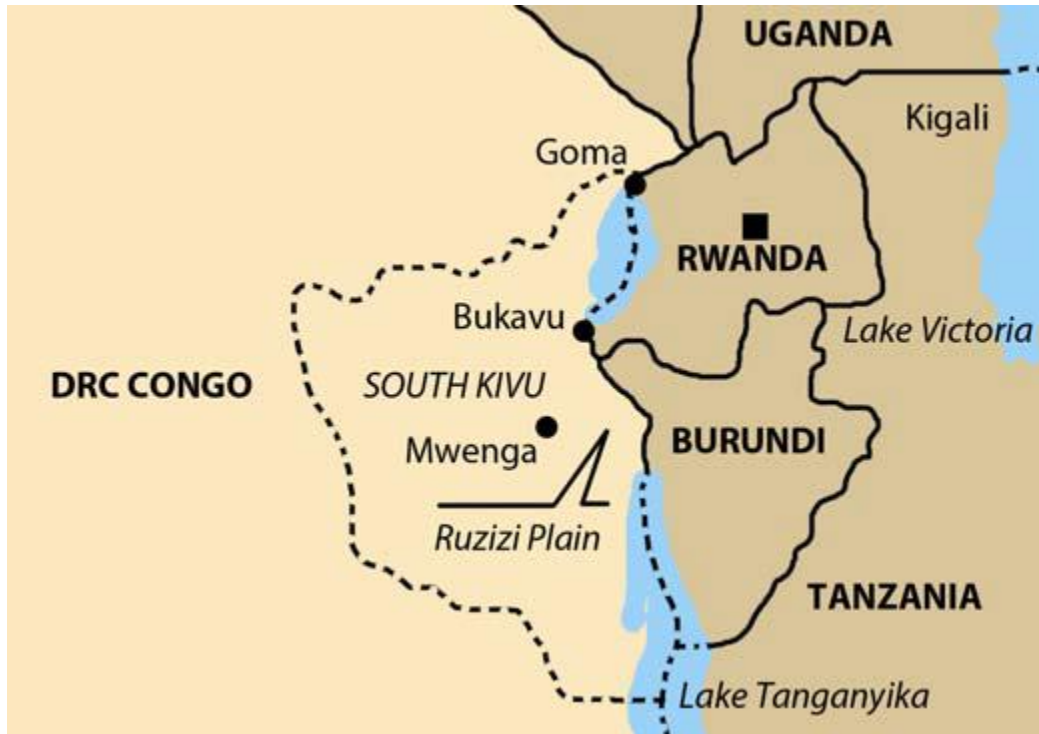 UGANDA
Kigali
Goma
RWANDA
Bukavu
Lake Victoria
DRC CONGO
SOUTH KIVU
BURUNDI
Mwenga
Ruzizi Plain
TANZANIA
Lake Tanganyika